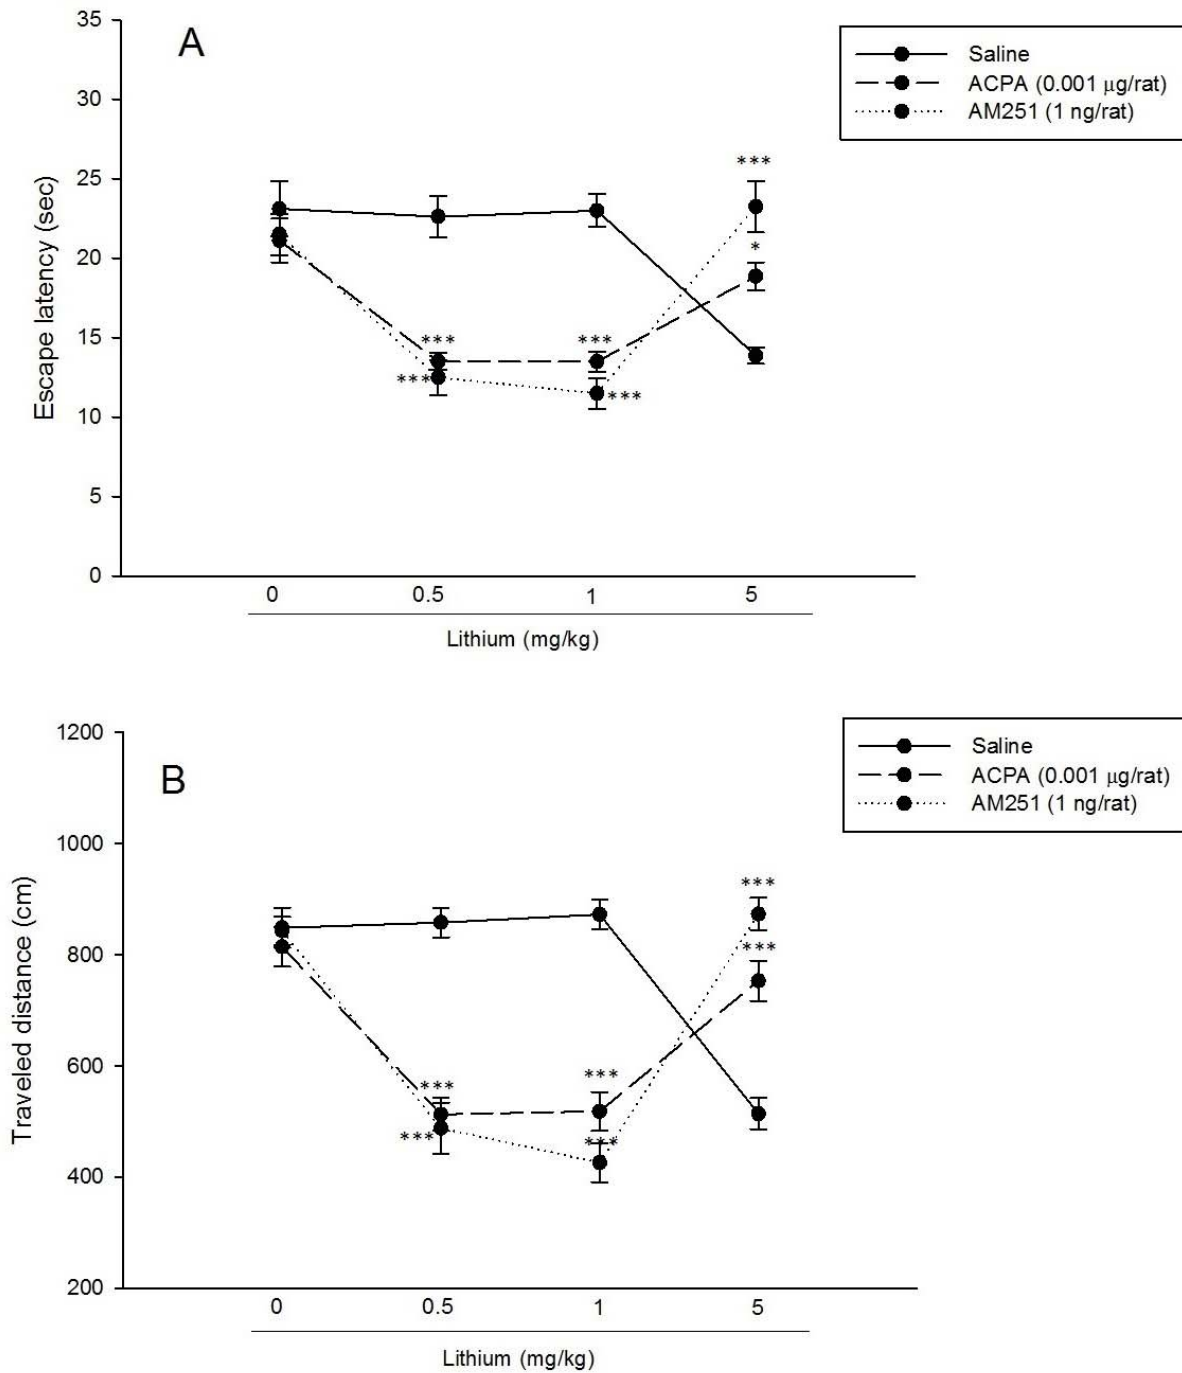 A
35
30
25
20
15
10
5
0
Escape latency (sec)
Saline
ACPA (0.001 μg/rat)
AM251 (1 ng/rat)
***
*
*** ***
*** ***
0 0.5 1 5
Lithium (mg/kg)
B
1200
1000
800
600
400
200
Traveled distance (cm)
Saline
ACPA (0.001 μg/rat)
AM251 (1 ng/rat)
***
***
***
***
*** ***
0 0.5 1 5
Lithium (mg/kg)